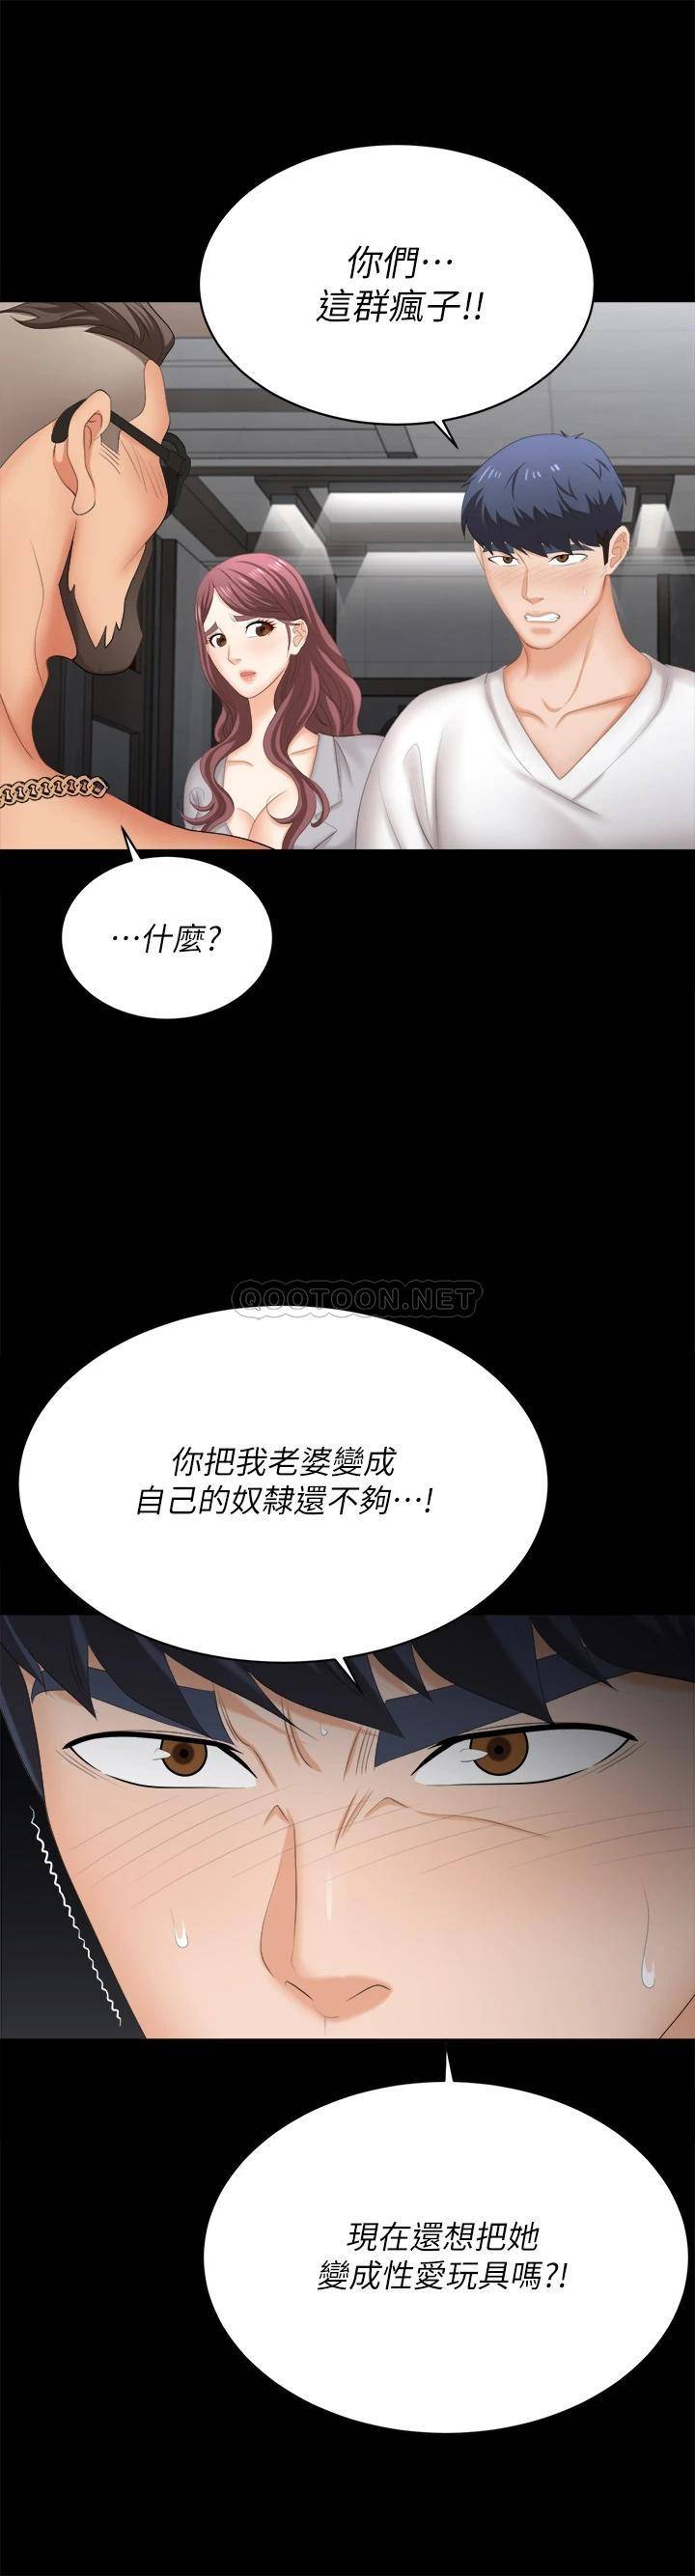 你們⋯
這群瘋子!!
⋯什麼?
QOOTOON.NET
你把我老婆變成
自己的奴隸還不夠⋯!
現在還想把她
變成性愛玩具嗎?!